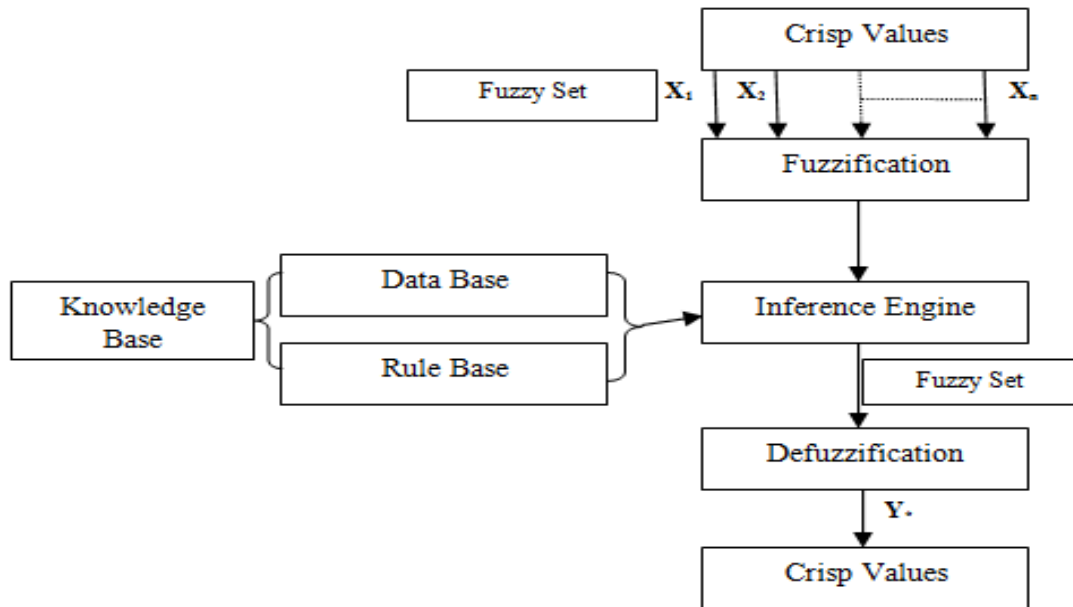 Crisp Values
Fuzzy Set
X₁ X₂ Xₙ
Fuzzification
Data Base
Knowledge
Base
Inference Engine
Rule Base
Fuzzy Set
Defuzzification
Y*
Crisp Values